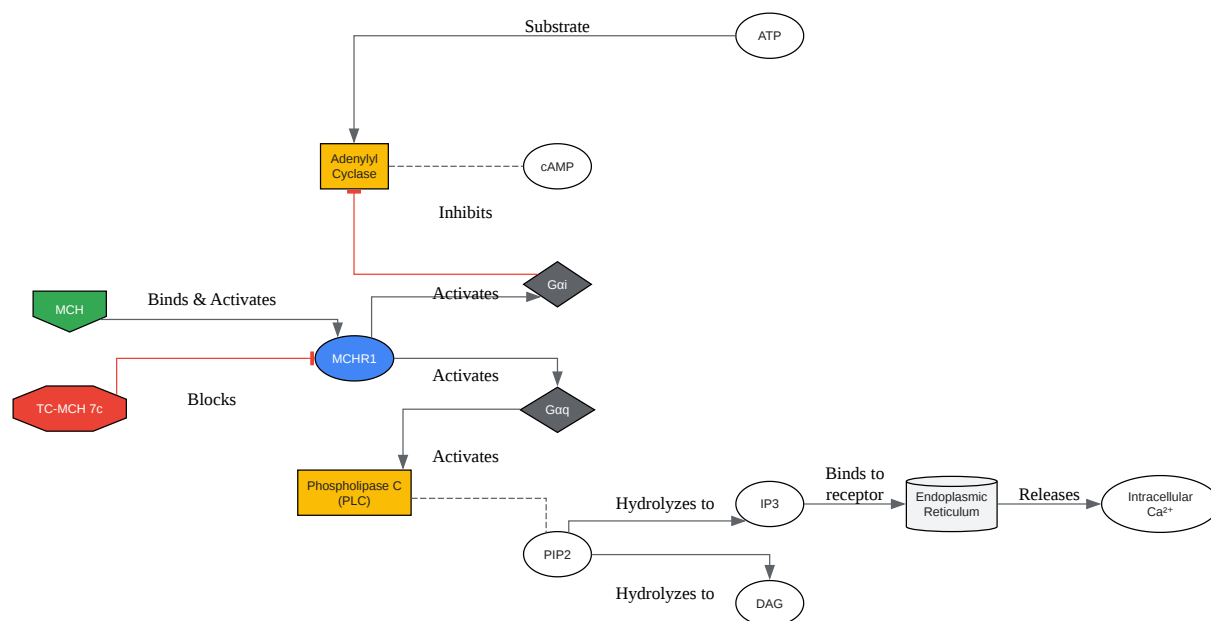 Substrate
ATP
Adenylyl
Cyclase
cAMP
Inhibits
Gαi
Activates
MCH
Binds & Activates
MCHR1
Activates
TC-MCH 7c
Blocks
Gαq
Activates
Phospholipase C
(PLC)
PIP2
Hydrolyzes to
IP3
Binds to
receptor
Endoplasmic
Reticulum
Releases
Intracellular
Ca²⁺
Hydrolyzes to
DAG